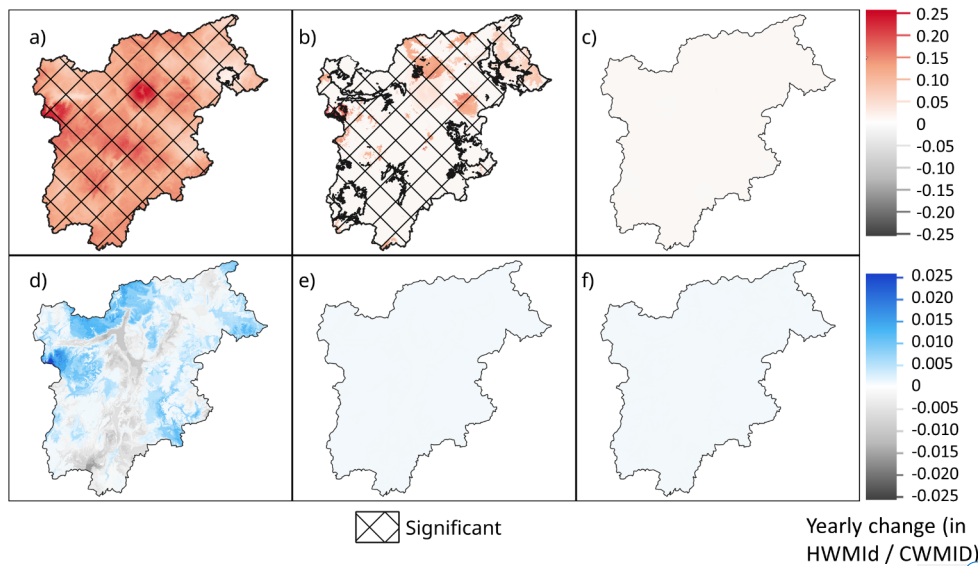 a)
b)
c)
0.25
0.20
0.15
0.10
0.05
0
-0.05
-0.10
-0.15
-0.20
-0.25
d)
e)
f)
0.025
0.020
0.015
0.010
0.005
0
-0.005
-0.010
-0.015
-0.020
-0.025
Significant
Yearly change (in
HWMId / CWMID)